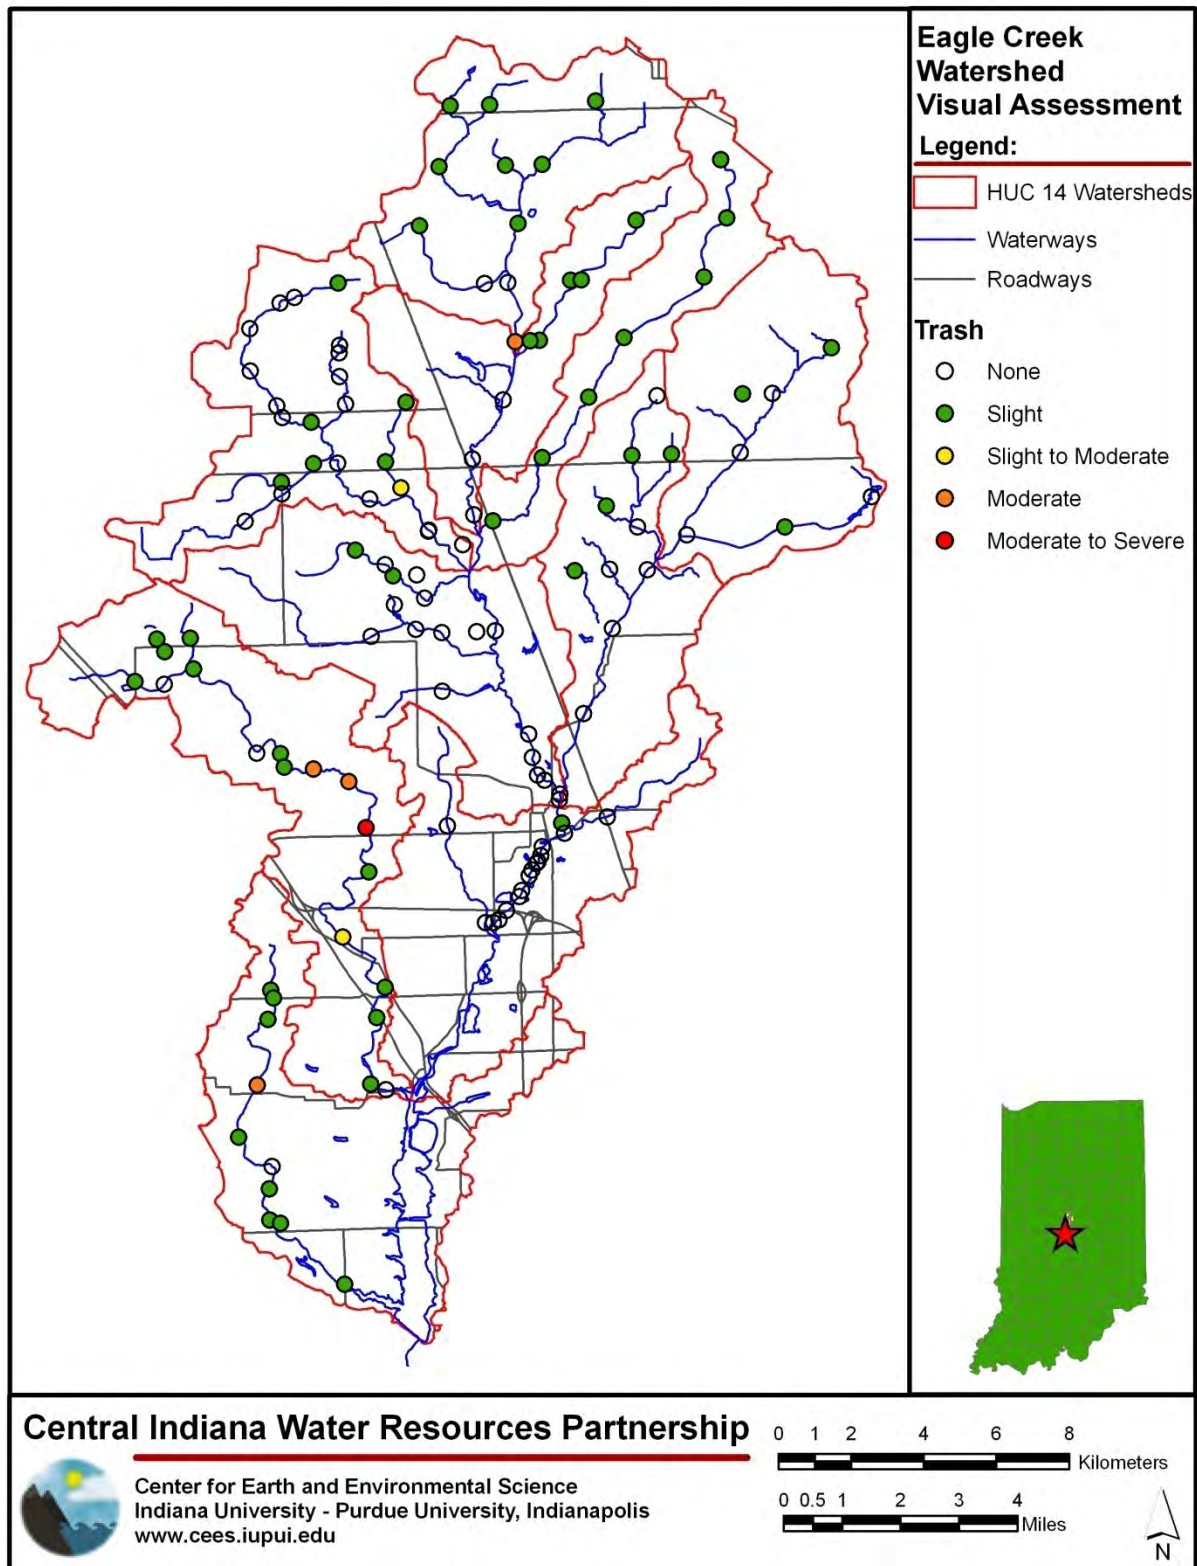 Eagle Creek
Watershed
Visual Assessment
Legend:
HUC 14 Watersheds
Waterways
Roadways
Trash
None
Slight
Slight to Moderate
Moderate
Moderate to Severe
Central Indiana Water Resources Partnership
Center for Earth and Environmental Science
Indiana University - Purdue University, Indianapolis
www.cees.iupui.edu
0 1 2 4 6 8
Kilometers
0 0.5 1 2 3 4
Miles
N